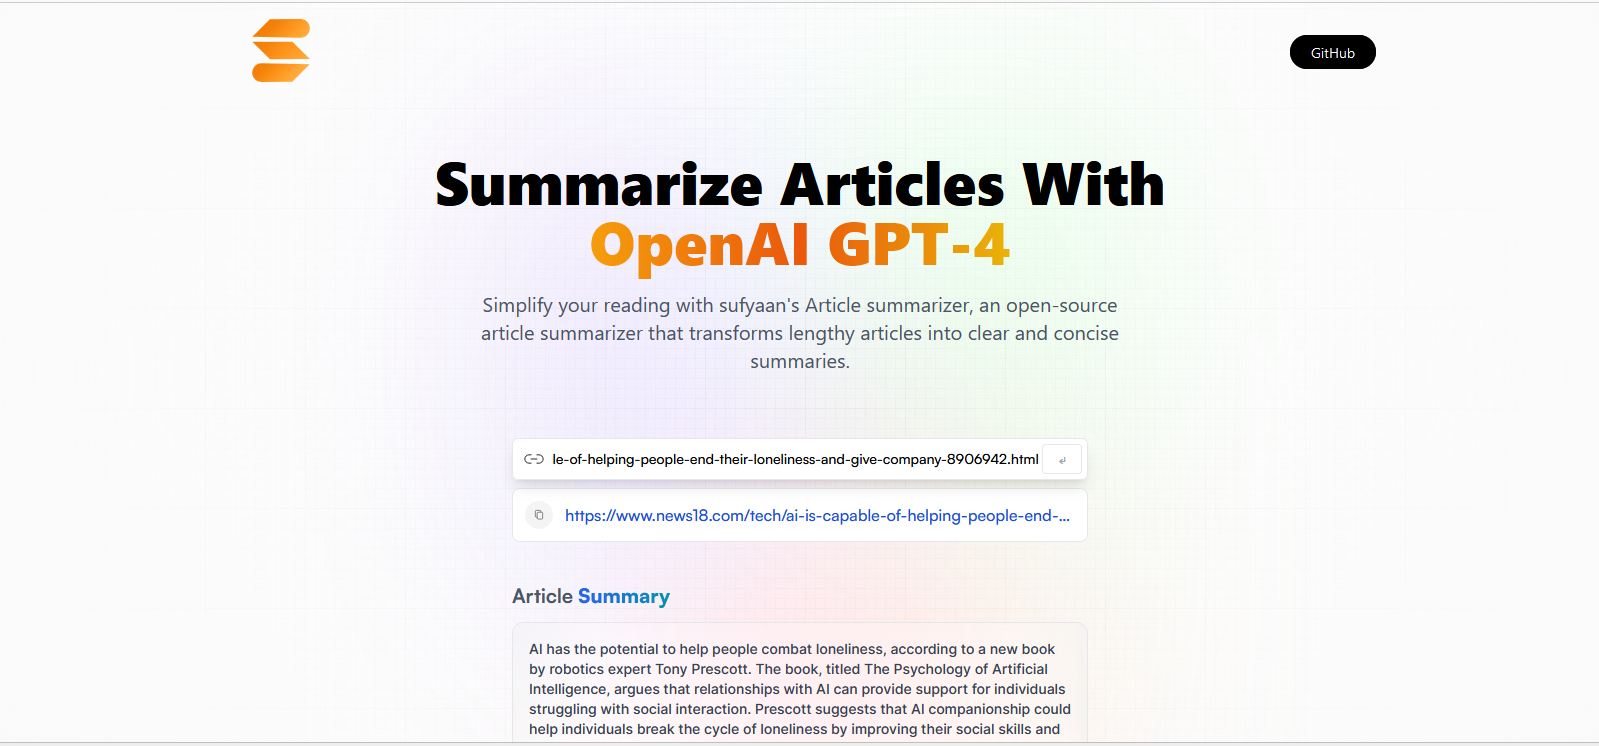 GitHub
Summarize Articles With
OpenAI GPT-4
Simplify your reading with sufyaan's Article summarizer, an open-source
article summarizer that transforms lengthy articles into clear and concise
summaries.
le-of-helping-people-end-their-loneliness-and-give-company-8906942.html
https://www.news18.com/tech/ai-is-capable-of-helping-people-end-...
Article Summary
AI has the potential to help people combat loneliness, according to a new book
by robotics expert Tony Prescott. The book, titled The Psychology of Artificial
Intelligence, argues that relationships with AI can provide support for individuals
struggling with social interaction. Prescott suggests that AI companionship could
help individuals break the cycle of loneliness by improving their social skills and